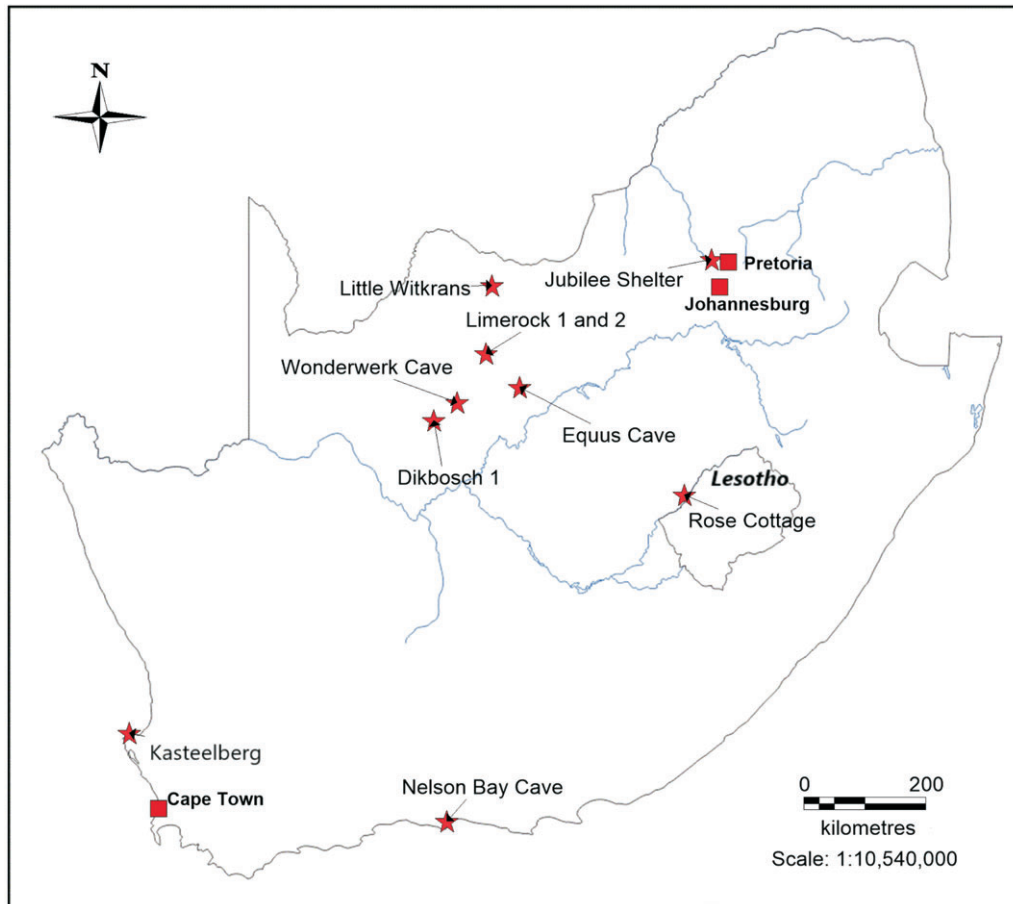 N
Pretoria
Jubilee Shelter
Johannesburg
Little Witkrans
Limerock 1 and 2
Wonderwerk Cave
Equus Cave
Dikbosch 1
Lesotho
Rose Cottage
Kasteelberg
Cape Town
Nelson Bay Cave
0 200
kilometres
Scale: 1:10,540,000